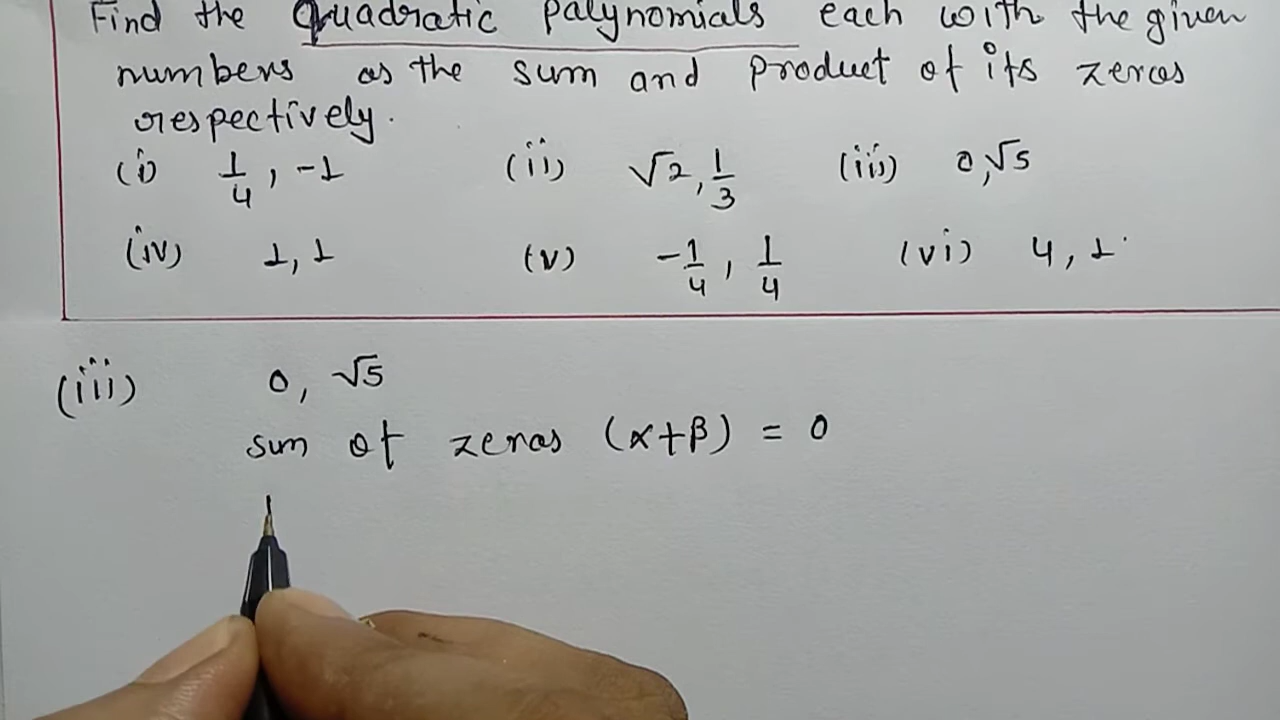 Find the Quadratic palynomials each with the given
numbers as the sum and product of its zeros
respectively.
(i) 1/4, -1 (ii) √2, 1/3 (iii) 0, √5
(iv) 1, 1 (v) -1/4, 1/4 (vi) 4, 1
(iii) 0, √5
sum of zeros (α+β) = 0